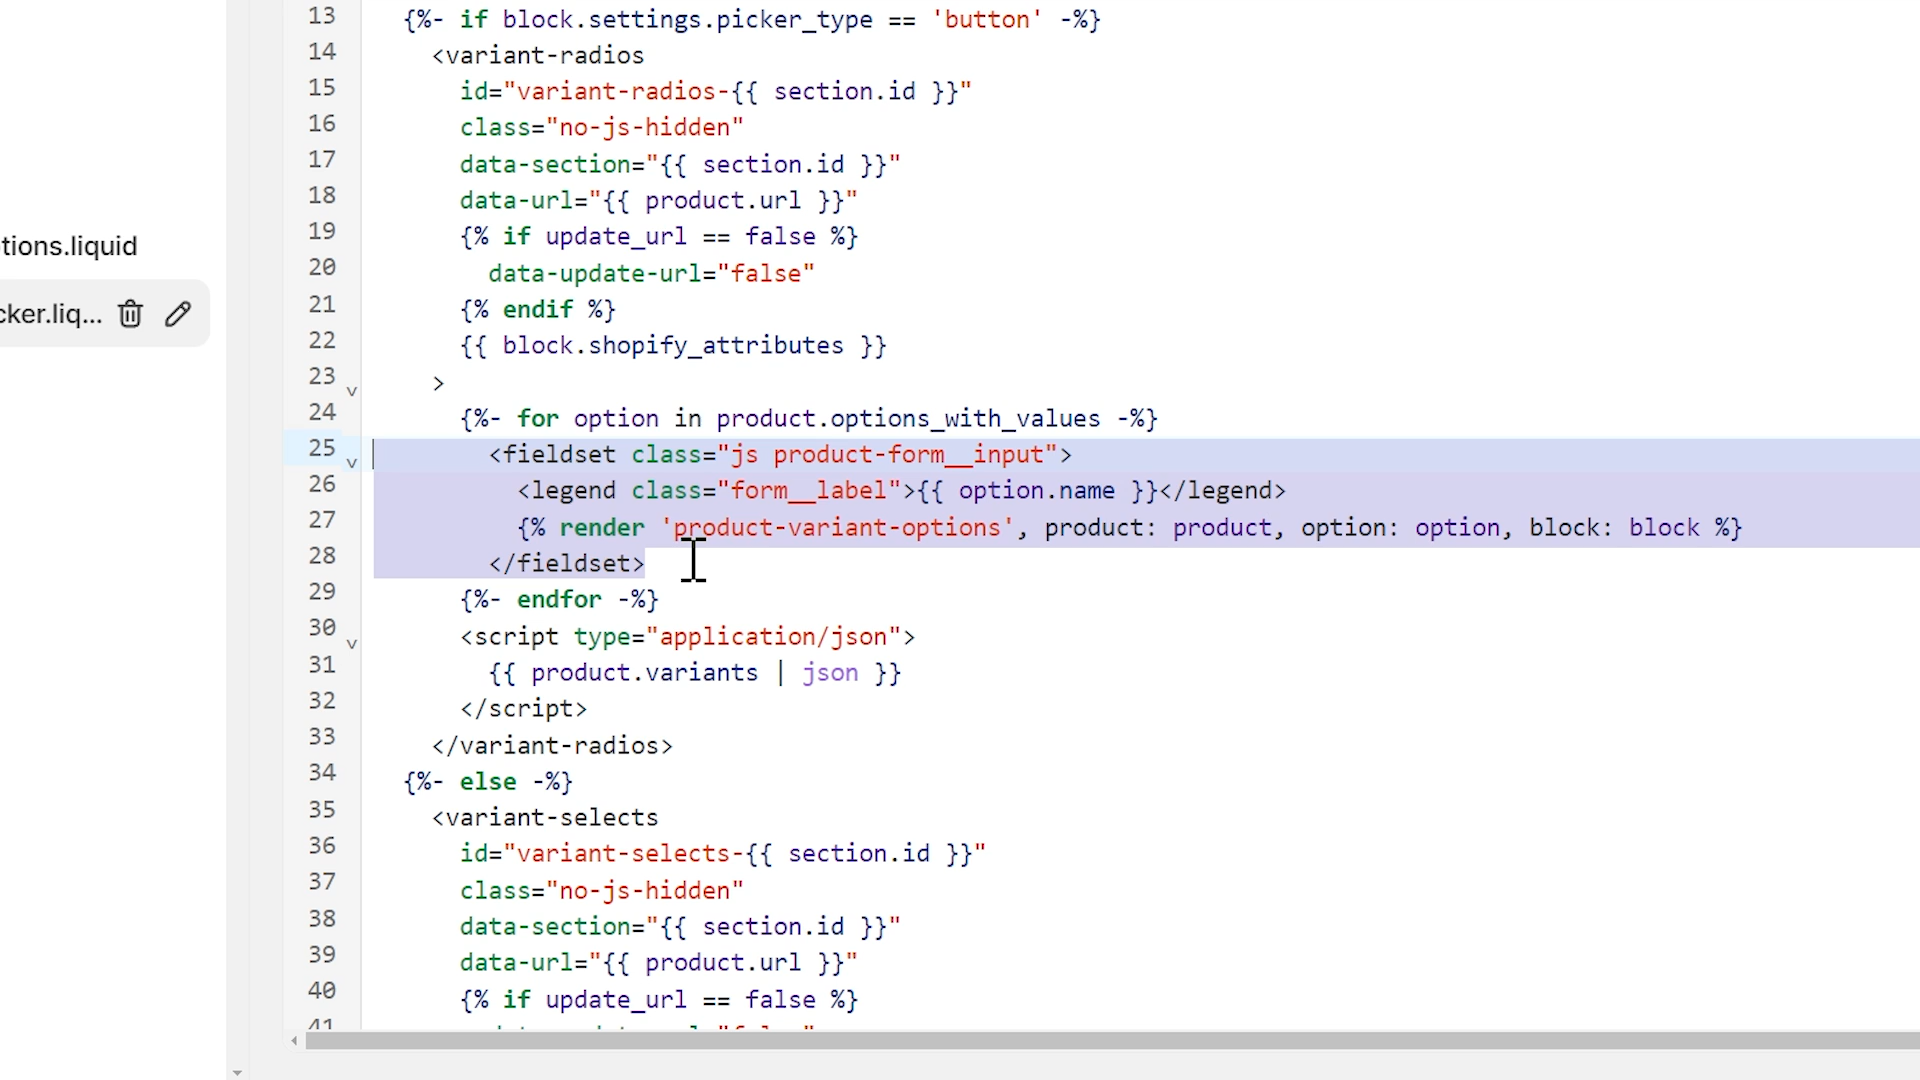 13 {%- if block.settings.picker_type == 'button' -%}
14 <variant-radios
15 id="variant-radios-{{ section.id }}"
16 class="no-js-hidden"
17 data-section="{{ section.id }}"
18 data-url="{{ product.url }}"
19 {% if update_url == false %}
20 data-update-url="false"
21 {% endif %}
22 {{ block.shopify_attributes }}
23 >
24 {%- for option in product.options_with_values -%}
25 <fieldset class="js product-form__input">
26 <legend class="form__label">{{ option.name }}</legend>
27 {% render 'product-variant-options', product: product, option: option, block: block %}
28 </fieldset>
29 {%- endfor -%}
30 <script type="application/json">
31 {{ product.variants | json }}
32 </script>
33 </variant-radios>
34 {%- else -%}
35 <variant-selects
36 id="variant-selects-{{ section.id }}"
37 class="no-js-hidden"
38 data-section="{{ section.id }}"
39 data-url="{{ product.url }}"
40 {% if update_url == false %}
41
tions.liquid
cker.liq...